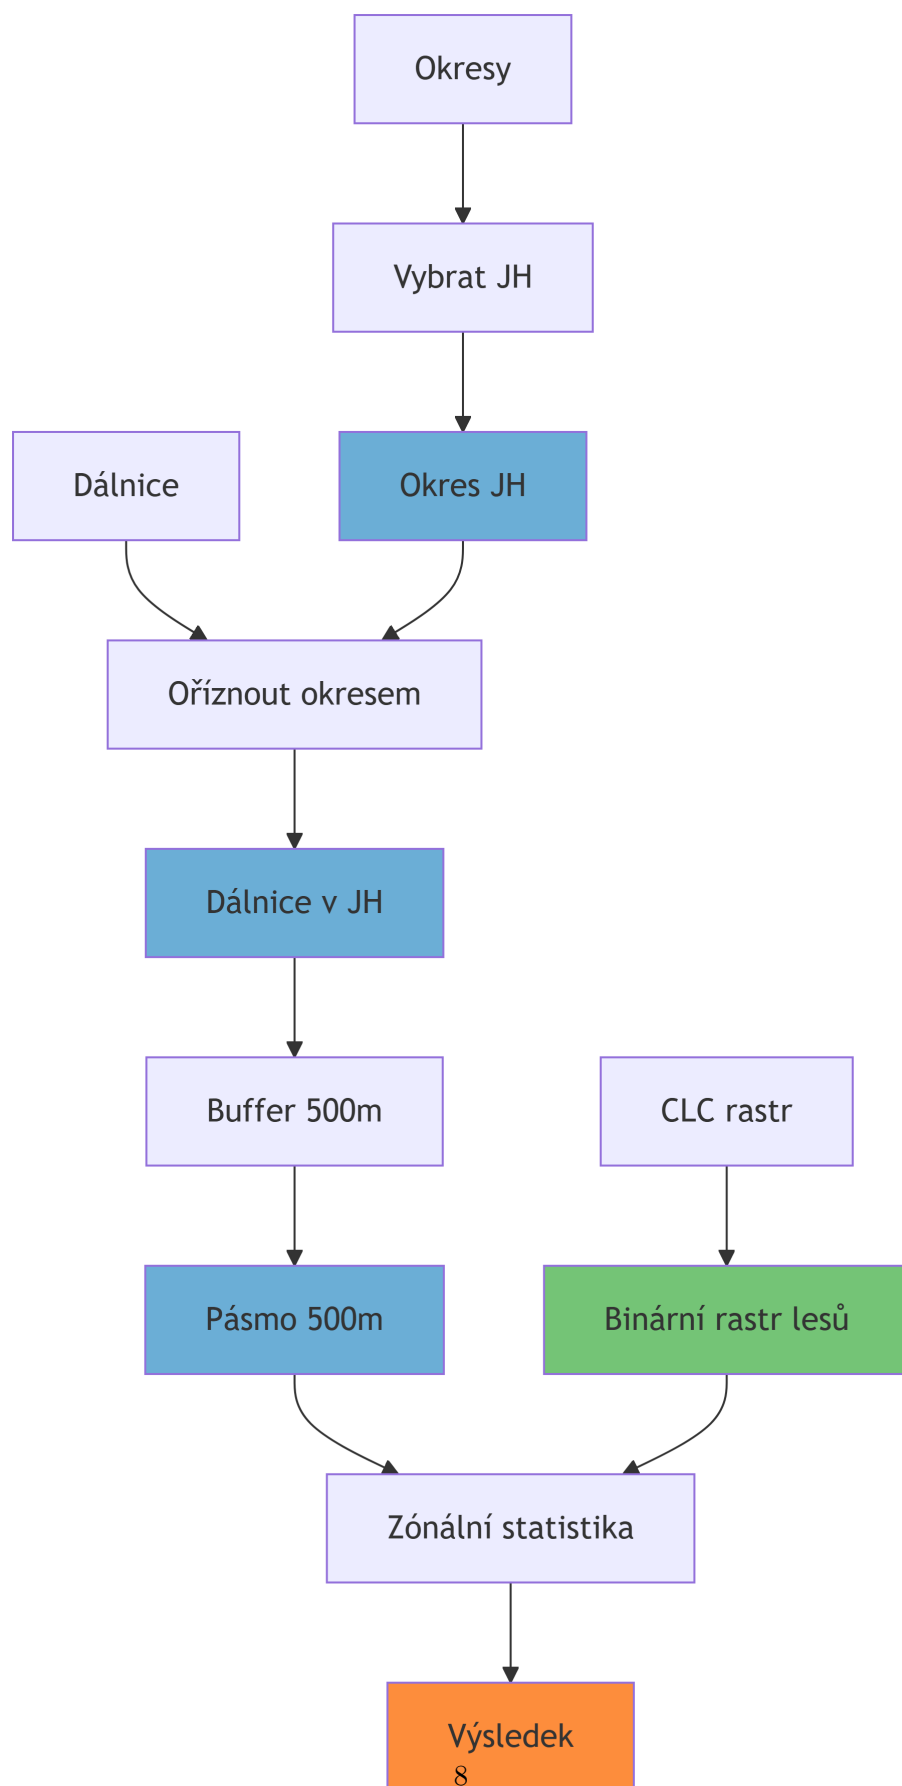 Okresy
Vybrat JH
Dálnice
Okres JH
Oříznout okresem
Dálnice v JH
Buffer 500m
CLC rastr
Pásmo 500m
Binární rastr lesů
Zónální statistika
Výsledek
8